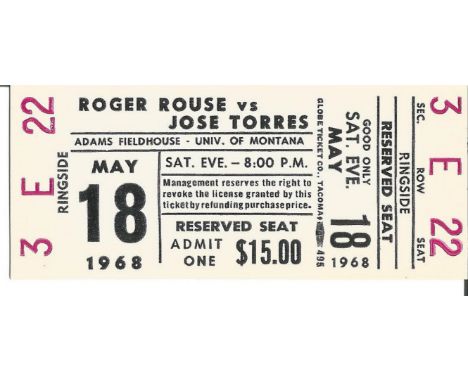 3 E 22
RINGSIDE
ROGER ROUSE vs
JOSE TORRES
ADAMS FIELDHOUSE - UNIV. OF MONTANA
MAY
18
1968
SAT. EVE. – 8:00 P.M.
Management reserves the right to
revoke the license granted by this
ticket by refunding purchase price.
RESERVED SEAT
ADMIT
ONE
$15.00
GLOBE TICKET CO., TACOMA 495
GOOD ONLY
SAT. EVE.
MAY
18
1968
RESERVED SEAT
RINGSIDE
SEC. ROW SEAT
3 E 22